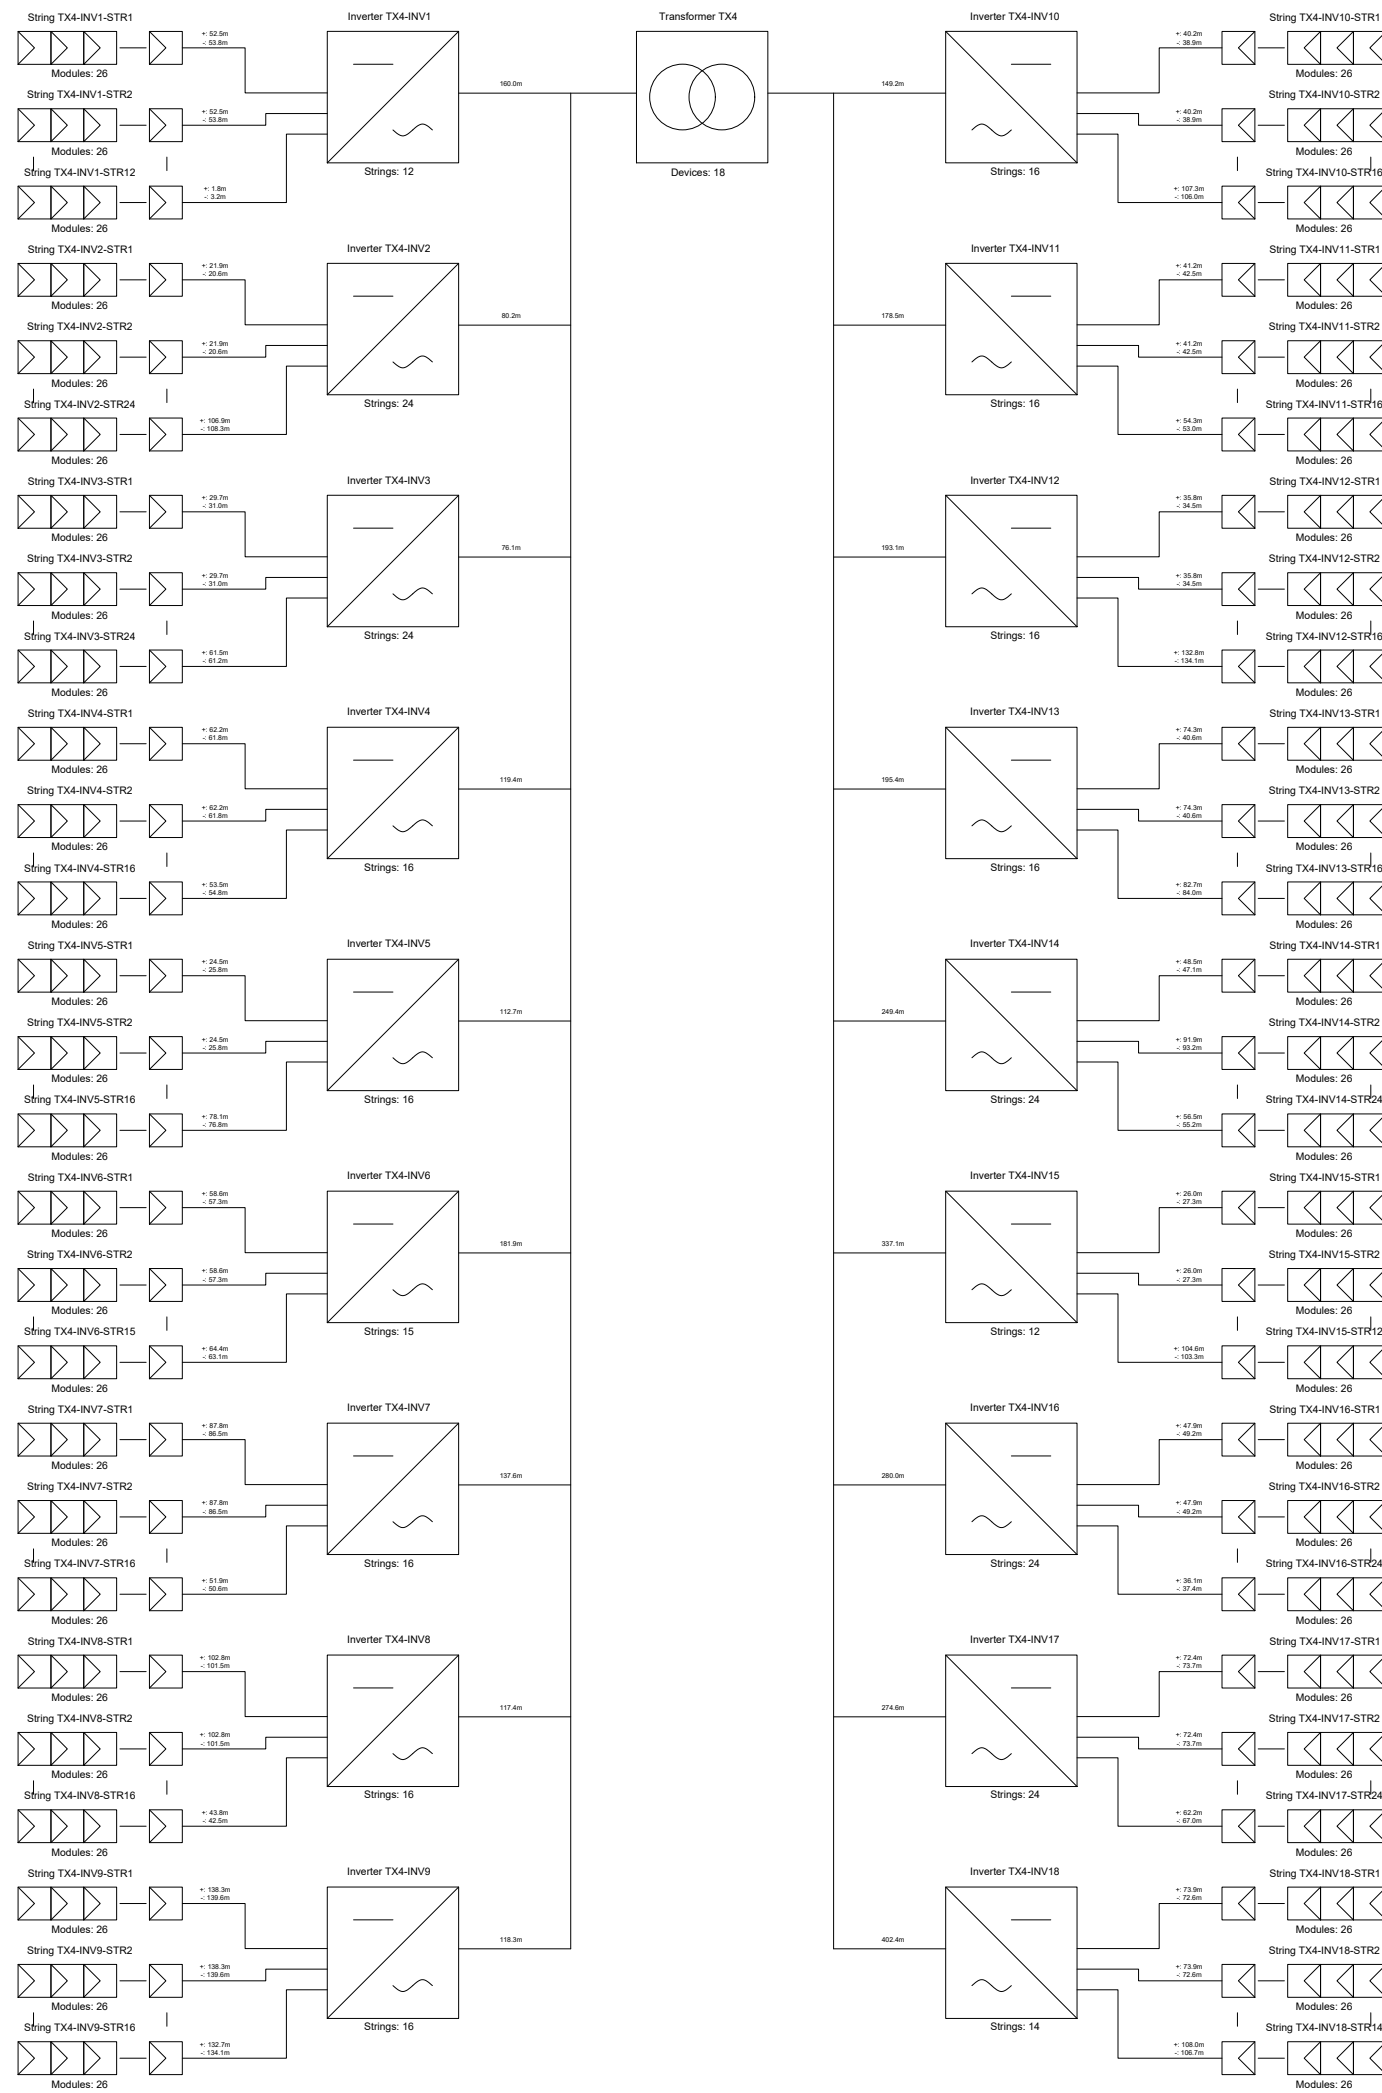 String TX4-INV1-STR1
+: 52.5m
-: 53.8m
Modules: 26
String TX4-INV1-STR2
+: 52.5m
-: 53.8m
Modules: 26
String TX4-INV1-STR12
+: 1.8m
-: 3.2m
Modules: 26
Inverter TX4-INV1
Strings: 12
160.0m
String TX4-INV2-STR1
+: 21.9m
-: 20.6m
Modules: 26
String TX4-INV2-STR2
+: 21.9m
-: 20.6m
Modules: 26
String TX4-INV2-STR24
+: 106.9m
-: 108.3m
Modules: 26
Inverter TX4-INV2
Strings: 24
80.2m
String TX4-INV3-STR1
+: 29.7m
-: 31.0m
Modules: 26
String TX4-INV3-STR2
+: 29.7m
-: 31.0m
Modules: 26
String TX4-INV3-STR24
+: 61.5m
-: 61.2m
Modules: 26
Inverter TX4-INV3
Strings: 24
76.1m
String TX4-INV4-STR1
+: 62.2m
-: 61.8m
Modules: 26
String TX4-INV4-STR2
+: 62.2m
-: 61.8m
Modules: 26
String TX4-INV4-STR16
+: 53.5m
-: 54.8m
Modules: 26
Inverter TX4-INV4
Strings: 16
119.4m
String TX4-INV5-STR1
+: 24.5m
-: 25.8m
Modules: 26
String TX4-INV5-STR2
+: 24.5m
-: 25.8m
Modules: 26
String TX4-INV5-STR16
+: 78.1m
-: 76.8m
Modules: 26
Inverter TX4-INV5
Strings: 16
112.7m
String TX4-INV6-STR1
+: 58.6m
-: 57.3m
Modules: 26
String TX4-INV6-STR2
+: 58.6m
-: 57.3m
Modules: 26
String TX4-INV6-STR15
+: 64.4m
-: 63.1m
Modules: 26
Inverter TX4-INV6
Strings: 15
181.9m
String TX4-INV7-STR1
+: 87.8m
-: 86.5m
Modules: 26
String TX4-INV7-STR2
+: 87.8m
-: 86.5m
Modules: 26
String TX4-INV7-STR16
+: 51.9m
-: 50.6m
Modules: 26
Inverter TX4-INV7
Strings: 16
137.6m
String TX4-INV8-STR1
+: 102.8m
-: 101.5m
Modules: 26
String TX4-INV8-STR2
+: 102.8m
-: 101.5m
Modules: 26
String TX4-INV8-STR16
+: 43.8m
-: 42.5m
Modules: 26
Inverter TX4-INV8
Strings: 16
117.4m
String TX4-INV9-STR1
+: 138.3m
-: 139.6m
Modules: 26
String TX4-INV9-STR2
+: 138.3m
-: 139.6m
Modules: 26
String TX4-INV9-STR16
+: 132.7m
-: 134.1m
Modules: 26
Inverter TX4-INV9
Strings: 16
118.3m
Transformer TX4
Devices: 18
149.2m
Inverter TX4-INV10
Strings: 16
String TX4-INV10-STR1
+: 40.2m
-: 38.9m
Modules: 26
String TX4-INV10-STR2
+: 40.2m
-: 38.9m
Modules: 26
String TX4-INV10-STR16
+: 107.3m
-: 106.0m
Modules: 26
178.5m
Inverter TX4-INV11
Strings: 16
String TX4-INV11-STR1
+: 41.2m
-: 42.5m
Modules: 26
String TX4-INV11-STR2
+: 41.2m
-: 42.5m
Modules: 26
String TX4-INV11-STR16
+: 54.3m
-: 53.0m
Modules: 26
193.1m
Inverter TX4-INV12
Strings: 16
String TX4-INV12-STR1
+: 35.8m
-: 34.5m
Modules: 26
String TX4-INV12-STR2
+: 35.8m
-: 34.5m
Modules: 26
String TX4-INV12-STR16
+: 132.8m
-: 134.1m
Modules: 26
195.4m
Inverter TX4-INV13
Strings: 16
String TX4-INV13-STR1
+: 74.3m
-: 40.6m
Modules: 26
String TX4-INV13-STR2
+: 74.3m
-: 40.6m
Modules: 26
String TX4-INV13-STR16
+: 82.7m
-: 84.0m
Modules: 26
249.4m
Inverter TX4-INV14
Strings: 24
String TX4-INV14-STR1
+: 48.5m
-: 47.1m
Modules: 26
String TX4-INV14-STR2
+: 91.9m
-: 93.2m
Modules: 26
String TX4-INV14-STR24
+: 56.5m
-: 55.2m
Modules: 26
337.1m
Inverter TX4-INV15
Strings: 12
String TX4-INV15-STR1
+: 26.0m
-: 27.3m
Modules: 26
String TX4-INV15-STR2
+: 26.0m
-: 27.3m
Modules: 26
String TX4-INV15-STR12
+: 104.6m
-: 103.3m
Modules: 26
280.0m
Inverter TX4-INV16
Strings: 24
String TX4-INV16-STR1
+: 47.9m
-: 49.2m
Modules: 26
String TX4-INV16-STR2
+: 47.9m
-: 49.2m
Modules: 26
String TX4-INV16-STR24
+: 36.1m
-: 37.4m
Modules: 26
274.6m
Inverter TX4-INV17
Strings: 24
String TX4-INV17-STR1
+: 72.4m
-: 73.7m
Modules: 26
String TX4-INV17-STR2
+: 72.4m
-: 73.7m
Modules: 26
String TX4-INV17-STR24
+: 62.2m
-: 67.0m
Modules: 26
402.4m
Inverter TX4-INV18
Strings: 14
String TX4-INV18-STR1
+: 73.9m
-: 72.6m
Modules: 26
String TX4-INV18-STR2
+: 73.9m
-: 72.6m
Modules: 26
String TX4-INV18-STR14
+: 108.0m
-: 106.7m
Modules: 26